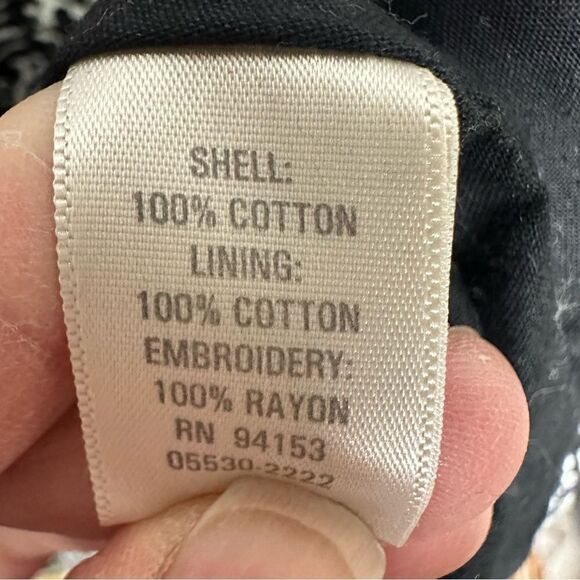 SHELL:
100% COTTON
LINING:
100% COTTON
EMBROIDERY:
100% RAYON
RN 94153
05530-2222